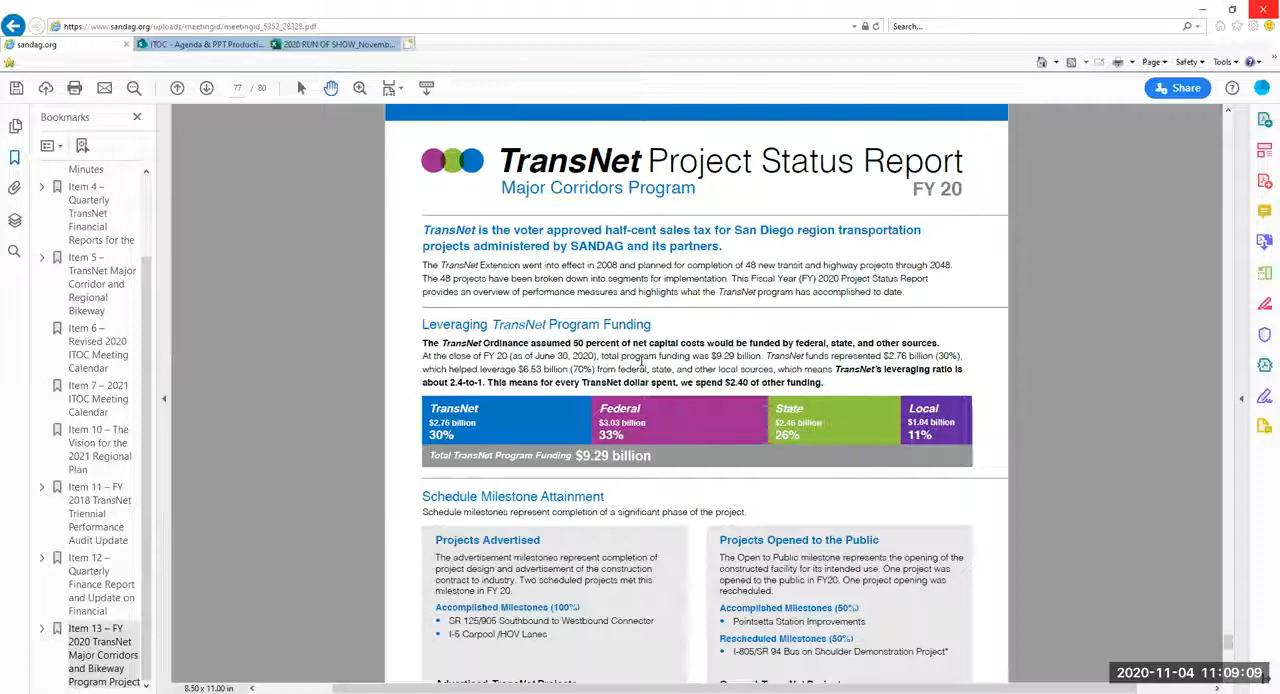 https://www.sandag.org/uploads/meetingid/meetingid_5352_28328.pdf
Search...
sandag.org
ITOC - Agenda & PPT Producti...
2020 RUN OF SHOW_Novemb...
Page
Safety
Tools
77 / 80
Share
Bookmarks
Minutes
Item 4 –
Quarterly
TransNet
Financial
Reports for the
Item 5 –
TransNet Major
Corridor and
Regional
Bikeway
Item 6 –
Revised 2020
ITOC Meeting
Calendar
Item 7 – 2021
ITOC Meeting
Calendar
Item 10 – The
Vision for the
2021 Regional
Plan
Item 11 – FY
2018 TransNet
Triennial
Performance
Audit Update
Item 12 –
Quarterly
Finance Report
and Update on
Financial
Item 13 – FY
2020 TransNet
Major Corridors
and Bikeway
Program Project
TransNet Project Status Report
Major Corridors Program
FY 20
TransNet is the voter approved half-cent sales tax for San Diego region transportation
projects administered by SANDAG and its partners.
The TransNet Extension went into effect in 2008 and planned for completion of 48 new transit and highway projects through 2048.
The 48 projects have been broken down into segments for implementation. This Fiscal Year (FY) 2020 Project Status Report
provides an overview of performance measures and highlights what the TransNet program has accomplished to date.
Leveraging TransNet Program Funding
The TransNet Ordinance assumed 50 percent of net capital costs would be funded by federal, state, and other sources.
At the close of FY 20 (as of June 30, 2020), total program funding was $9.29 billion. TransNet funds represented $2.76 billion (30%),
which helped leverage $6.53 billion (70%) from federal, state, and other local sources, which means TransNet's leveraging ratio is
about 2.4-to-1. This means for every TransNet dollar spent, we spend $2.40 of other funding.
TransNet
$2.76 billion
30%
Federal
$3.03 billion
33%
State
$2.46 billion
26%
Local
$1.04 billion
11%
Total TransNet Program Funding $9.29 billion
Schedule Milestone Attainment
Schedule milestones represent completion of a significant phase of the project.
Projects Advertised
The advertisement milestones represent completion of
project design and advertisement of the construction
contract to industry. Two scheduled projects met this
milestone in FY 20.
Accomplished Milestones (100%)
• SR 125/905 Southbound to Westbound Connector
• I-5 Carpool /HOV Lanes
Projects Opened to the Public
The Open to Public milestone represents the opening of the
constructed facility for its intended use. One project was
opened to the public in FY20. One project opening was
rescheduled.
Accomplished Milestones (50%)
• Poinsettia Station Improvements
Rescheduled Milestones (50%)
• I-805/SR 94 Bus on Shoulder Demonstration Project*
8.50 x 11.00 in
2020-11-04 11:09:09